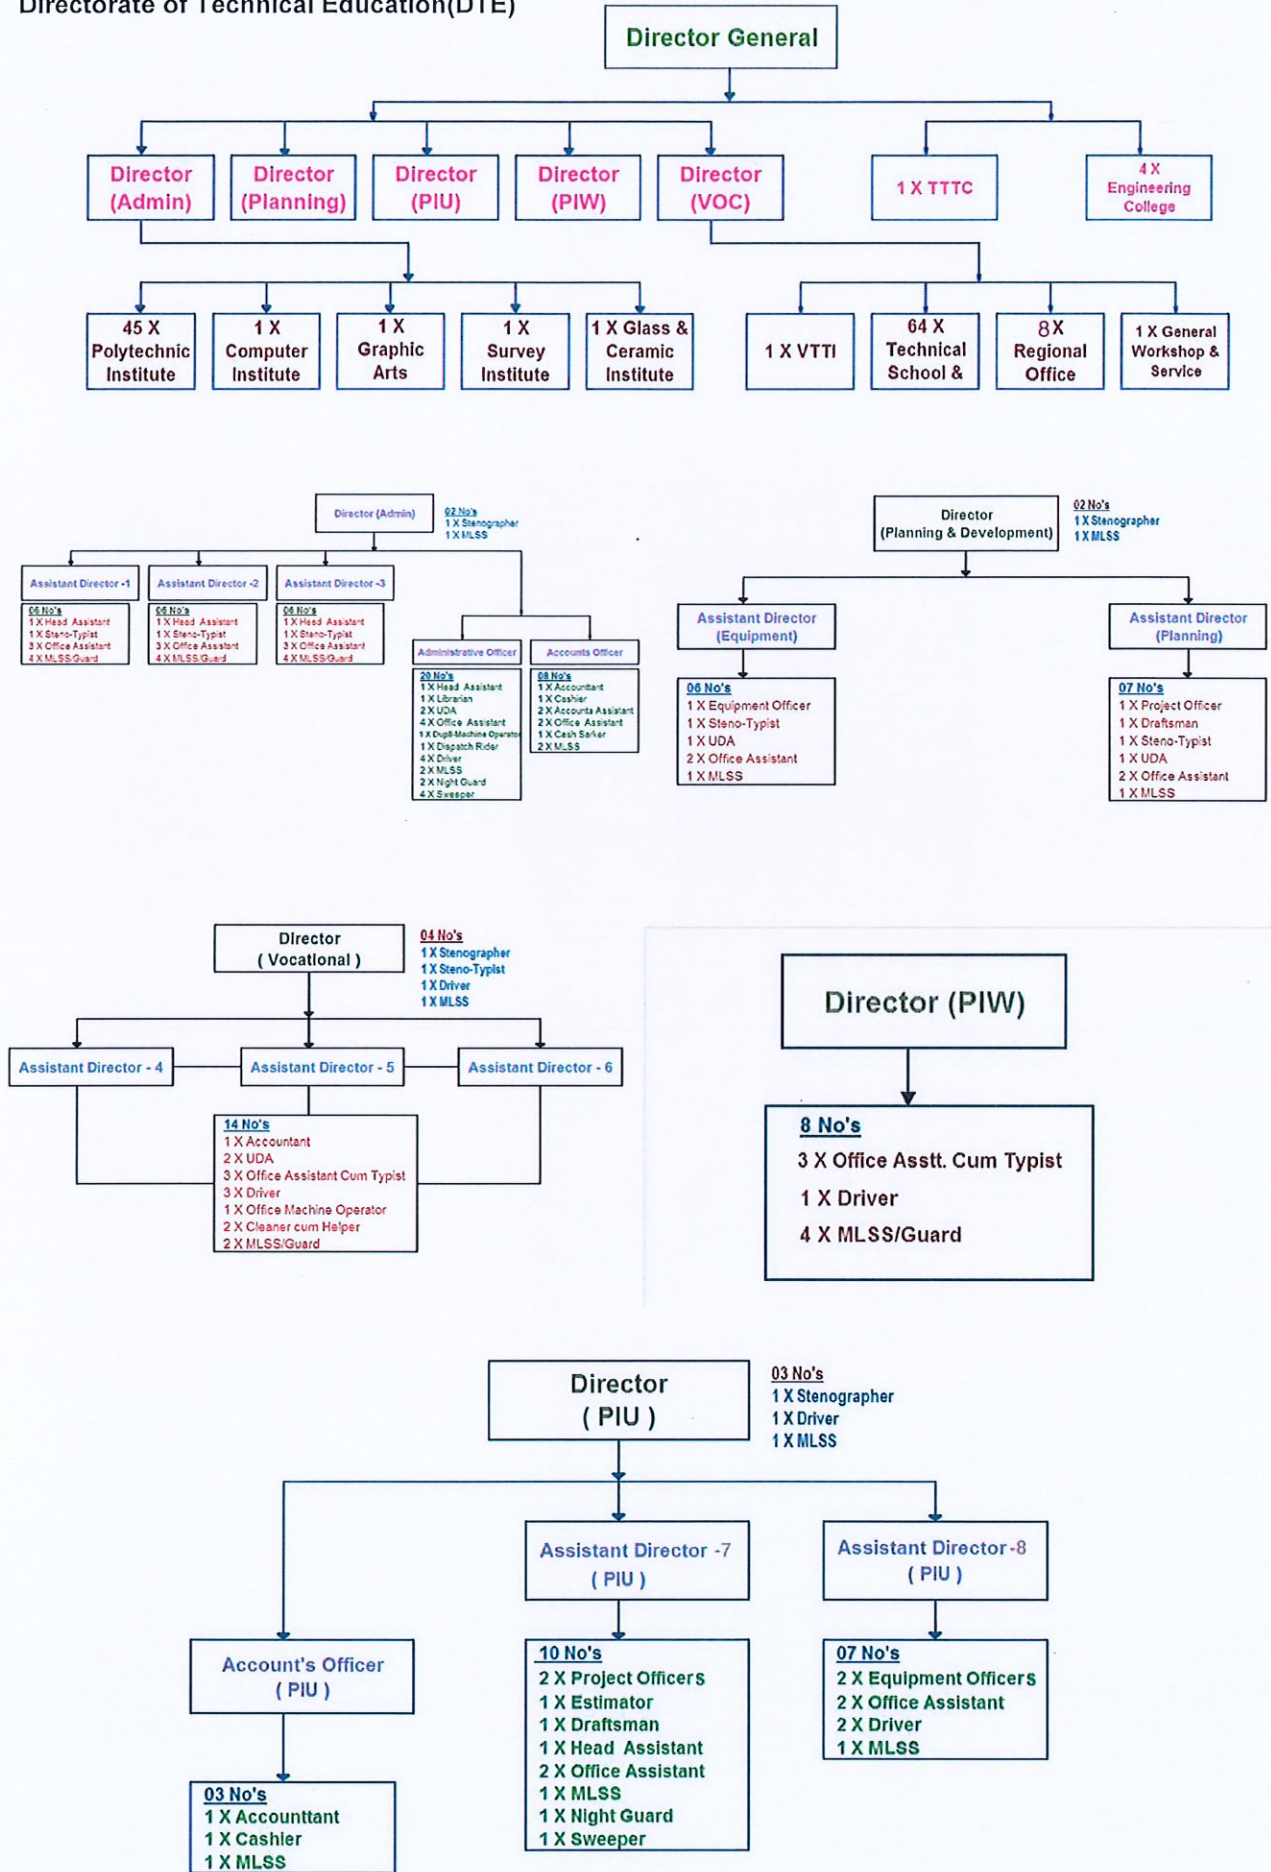 Directorate of Technical Education(DTE)
Director General
Director
(Admin)
Director
(Planning)
Director
(PIU)
Director
(PIW)
Director
(VOC)
1 X TTTC
4 X
Engineering
College
45 X
Polytechnic
Institute
1 X
Computer
Institute
1 X
Graphic
Arts
1 X
Survey
Institute
1 X Glass &
Ceramic
Institute
1 X VTTI
64 X
Technical
School &
8 X
Regional
Office
1 X General
Workshop &
Service
Director (Admin)
02 No's
1 X Stenographer
1 X MLSS
Assistant Director -1
06 No's
1 X Head Assistant
1 X Steno-Typist
3 X Office Assistant
4 X MLSS/Guard
Assistant Director -2
06 No's
1 X Head Assistant
1 X Steno-Typist
3 X Office Assistant
4 X MLSS/Guard
Assistant Director -3
06 No's
1 X Head Assistant
1 X Steno-Typist
3 X Office Assistant
4 X MLSS/Guard
Administrative Officer
20 No's
1 X Head Assistant
1 X Librarian
2 X UDA
4 X Office Assistant
1 X Dupli-Machine Operator
1 X Dispatch Rider
4 X Driver
2 X MLSS
2 X Night Guard
4 X Sweeper
Accounts Officer
08 No's
1 X Accounttant
1 X Cashier
2 X Accounta Assistant
2 X Office Assistant
1 X Cash Sarker
2 X MLSS
Director
(Planning & Development)
02 No's
1 X Stenographer
1 X MLSS
Assistant Director
(Equipment)
06 No's
1 X Equipment Officer
1 X Steno-Typist
1 X UDA
2 X Office Assistant
1 X MLSS
Assistant Director
(Planning)
07 No's
1 X Project Officer
1 X Draftsman
1 X Steno-Typist
1 X UDA
2 X Office Assistant
1 X MLSS
Director
( Vocational )
04 No's
1 X Stenographer
1 X Steno-Typist
1 X Driver
1 X MLSS
Assistant Director - 4
Assistant Director - 5
Assistant Director - 6
14 No's
1 X Accountant
2 X UDA
3 X Office Assistant Cum Typist
3 X Driver
1 X Office Machine Operator
2 X Cleaner cum Helper
2 X MLSS/Guard
Director (PIW)
8 No's
3 X Office Asstt. Cum Typist
1 X Driver
4 X MLSS/Guard
Director
( PIU )
03 No's
1 X Stenographer
1 X Driver
1 X MLSS
Account's Officer
( PIU )
03 No's
1 X Accounttant
1 X Cashier
1 X MLSS
Assistant Director -7
( PIU )
10 No's
2 X Project Officers
1 X Estimator
1 X Draftsman
1 X Head Assistant
2 X Office Assistant
1 X MLSS
1 X Night Guard
1 X Sweeper
Assistant Director -8
( PIU )
07 No's
2 X Equipment Officers
2 X Office Assistant
2 X Driver
1 X MLSS